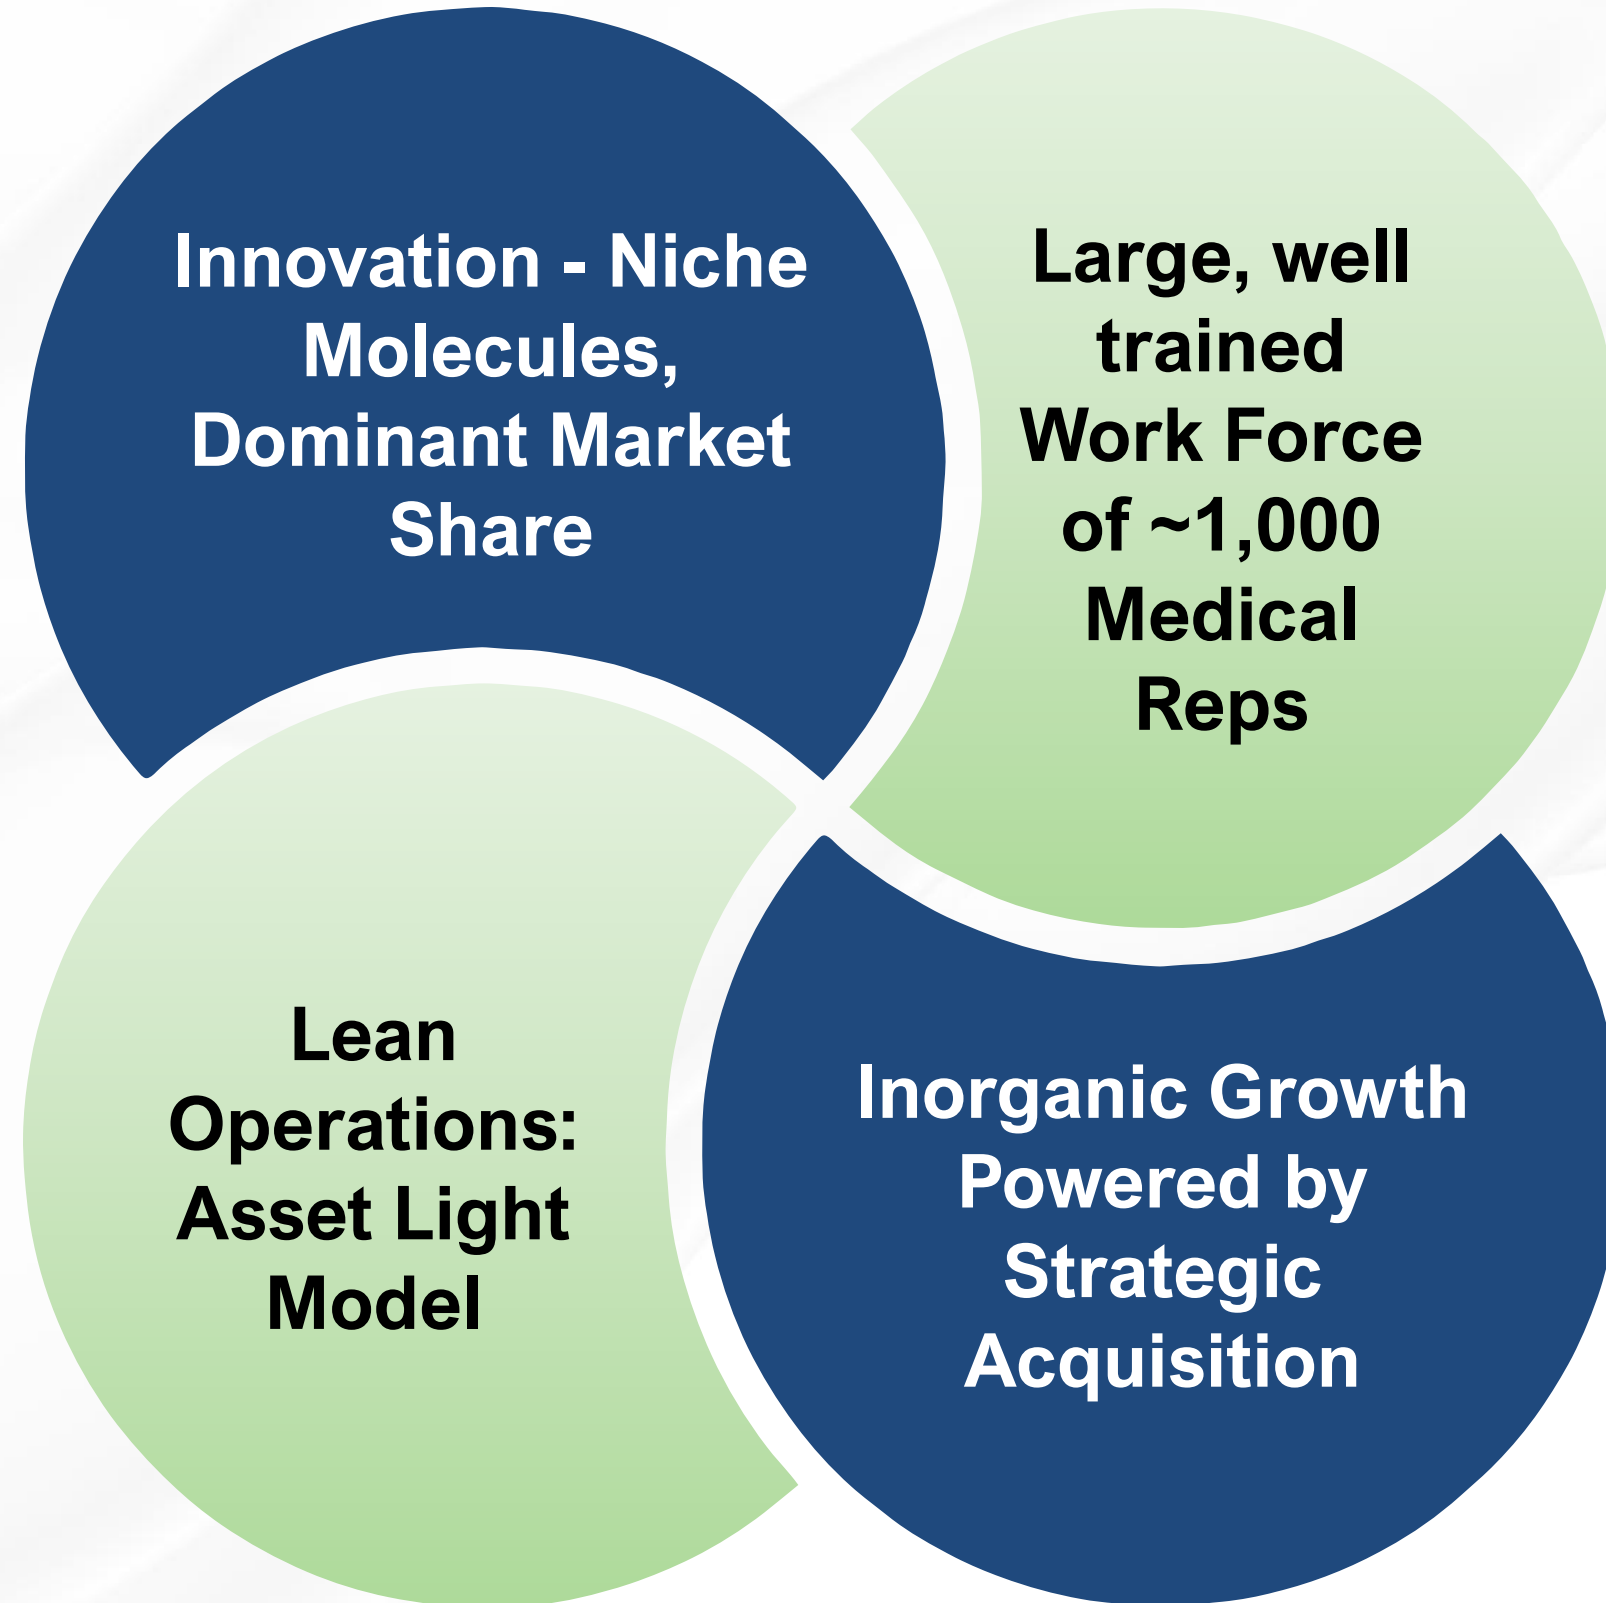 Innovation - Niche
Molecules,
Dominant Market
Share
Large, well
trained
Work Force
of ~1,000
Medical
Reps
Lean
Operations:
Asset Light
Model
Inorganic Growth
Powered by
Strategic
Acquisition